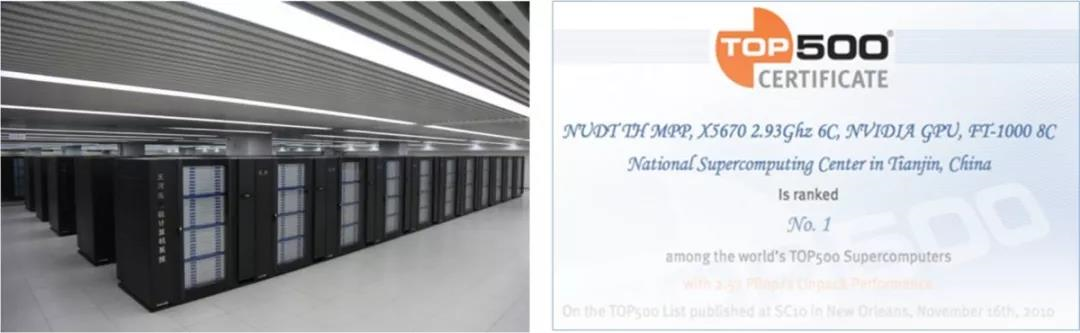 TOP500®
CERTIFICATE
NUDT TH MPP, X5670 2.93Ghz 6C, NVIDIA GPU, FT-1000 8C
National Supercomputing Center in Tianjin, China
Is ranked
No. 1
among the world's TOP500 Supercomputers
with 2.57 PFlop/s Linpack Performance
On the TOP500 List published at SC10 in New Orleans, November 16th, 2010
500